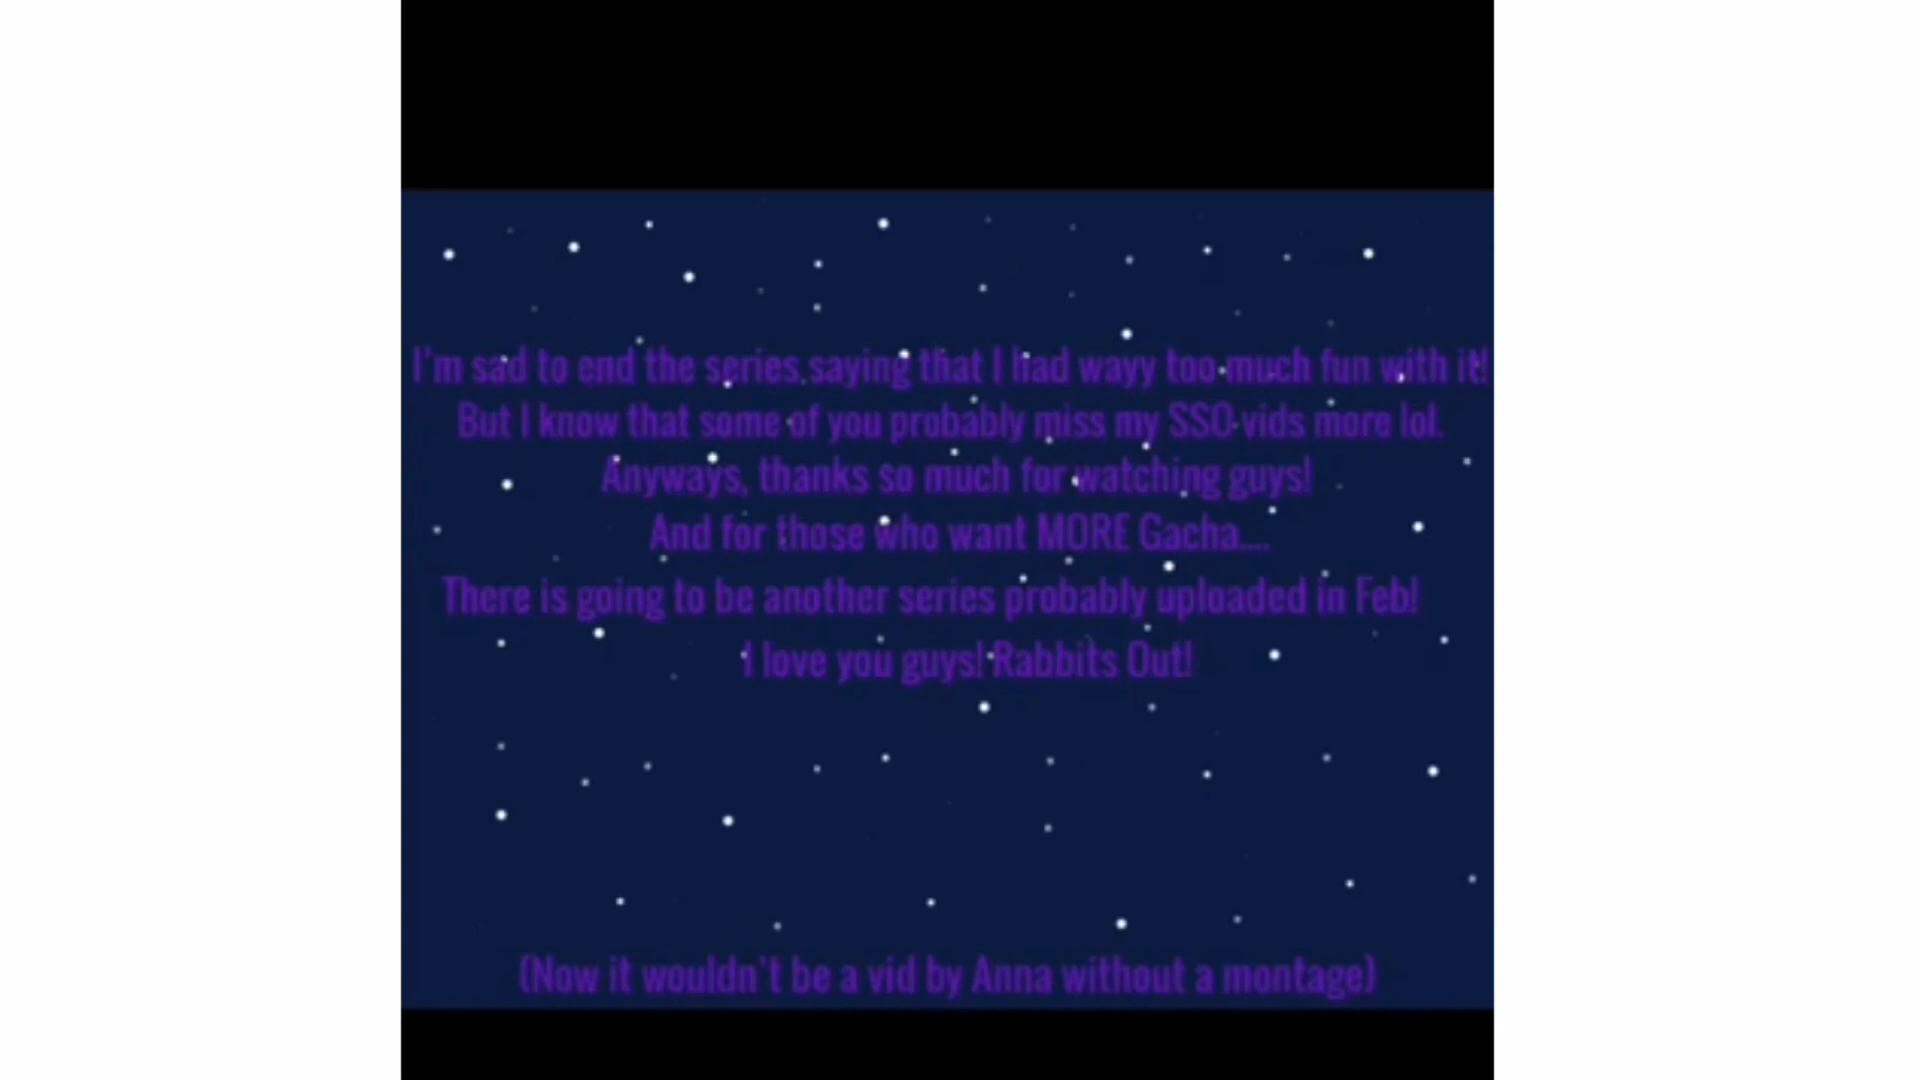 I'm sad to end the series saying that I had wayy too much fun with it!
But I know that some of you probably miss my SSO vids more lol.
Anyways, thanks so much for watching guys!
And for those who want MORE Gacha....
There is going to be another series probably uploaded in Feb!
I love you guys! Rabbits Out!
(Now it wouldn't be a vid by Anna without a montage)